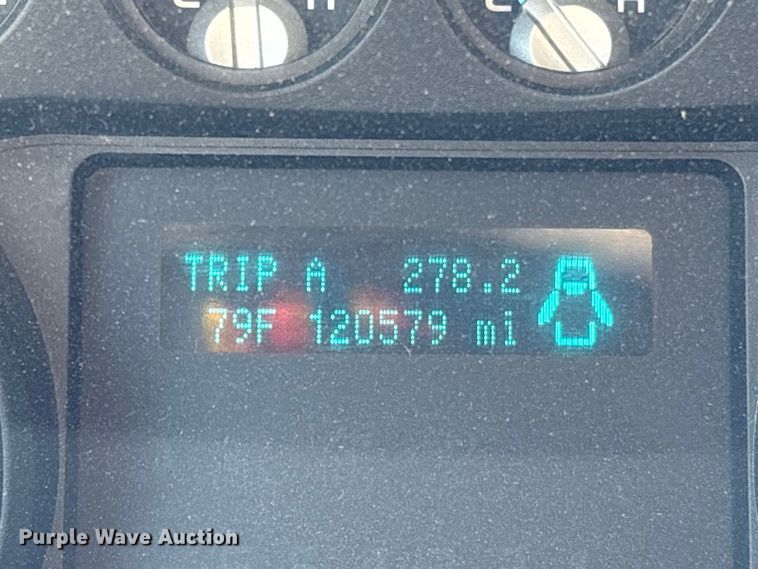 C H C H
TRIP A 278.2
79F 120579 mi
Purple Wave Auction